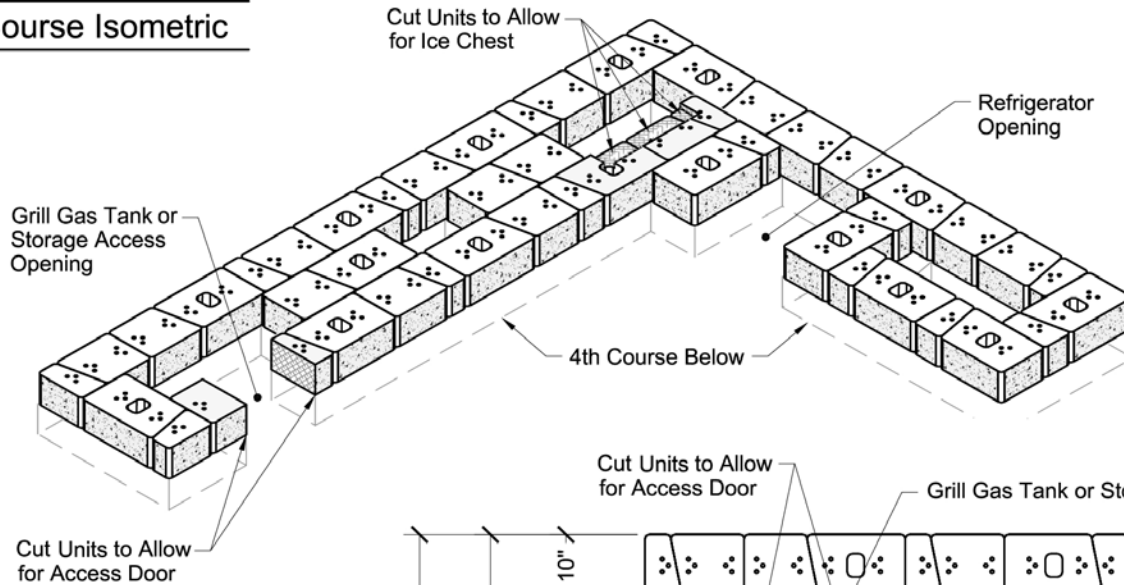 ourse Isometric
Cut Units to Allow
for Ice Chest
Refrigerator
Opening
Grill Gas Tank or
Storage Access
Opening
4th Course Below
Cut Units to Allow
for Access Door
Grill Gas Tank or Sto
Cut Units to Allow
for Access Door
10"